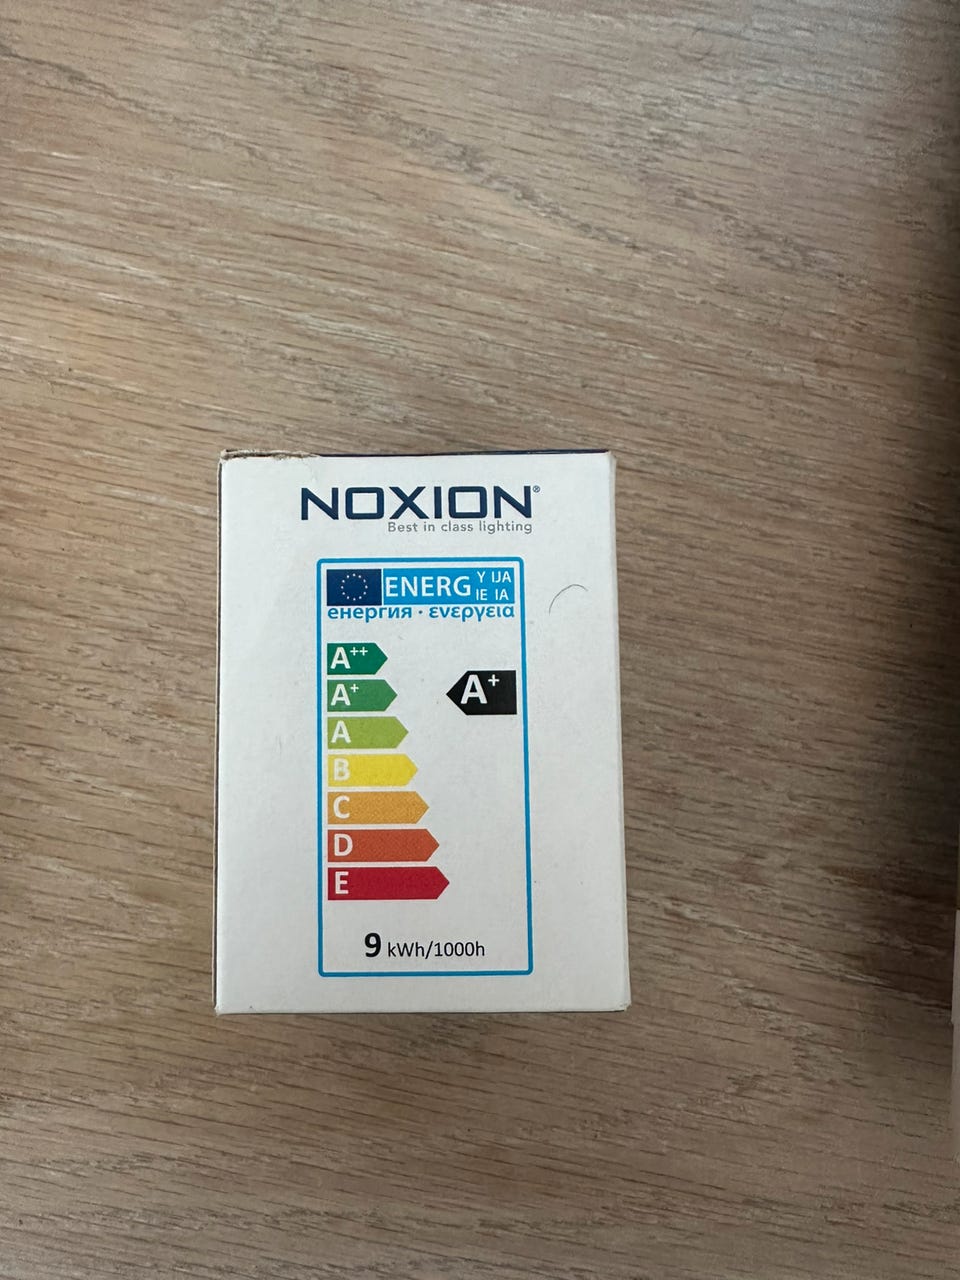 NOXION®
Best in class lighting
ENERG Y IJA
IE IA
енергия · ενεργεια
A++
A+
A+
A
B
C
D
E
9 kWh/1000h